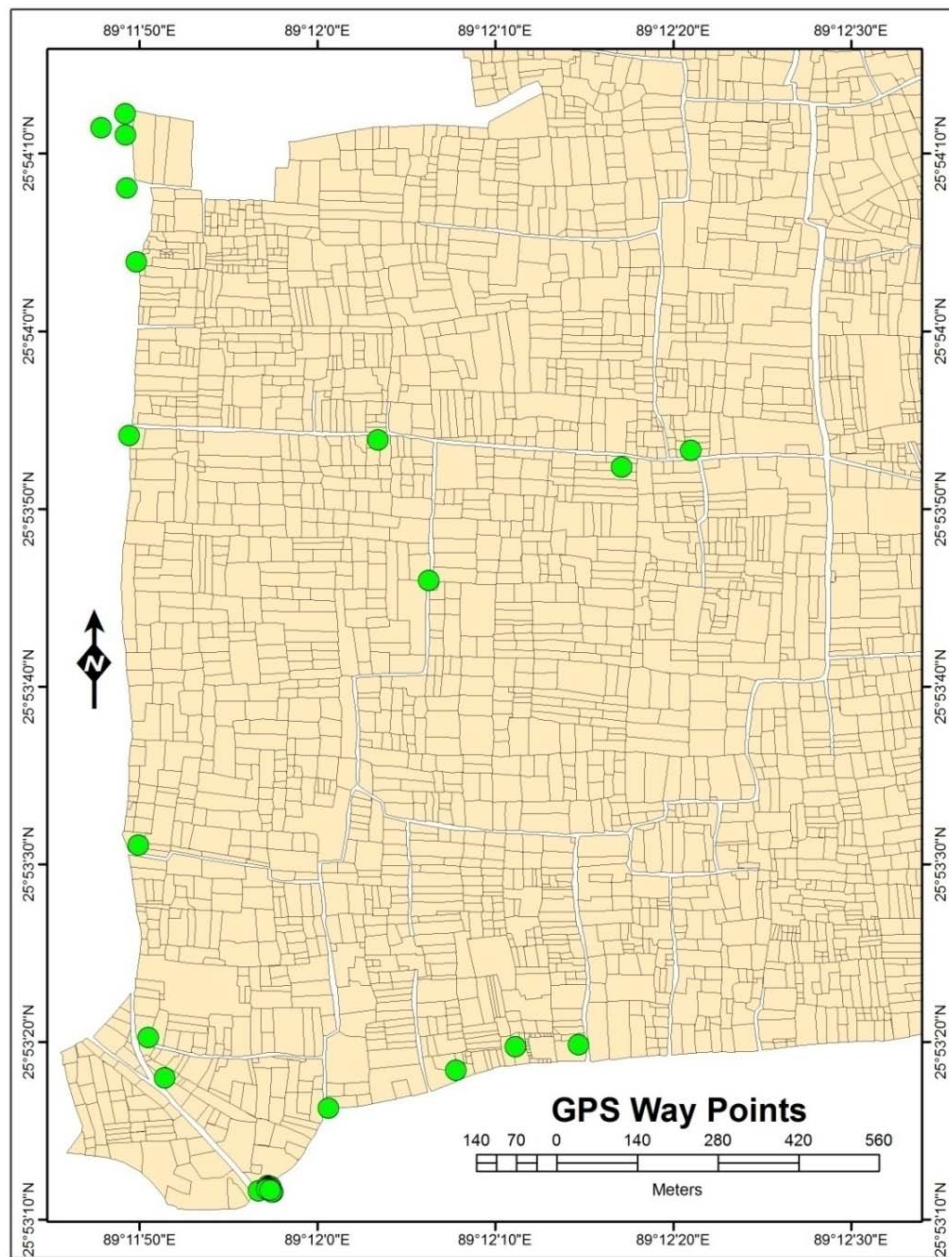 89°11'50"E 89°12'0"E 89°12'10"E 89°12'20"E 89°12'30"E
25°54'10"N 25°54'10"N
25°54'0"N 25°54'0"N
25°53'50"N 25°53'50"N
N
25°53'40"N 25°53'40"N
25°53'30"N 25°53'30"N
25°53'20"N 25°53'20"N
GPS Way Points
140 70 0 140 280 420 560
Meters
25°53'10"N 25°53'10"N
89°11'50"E 89°12'0"E 89°12'10"E 89°12'20"E 89°12'30"E